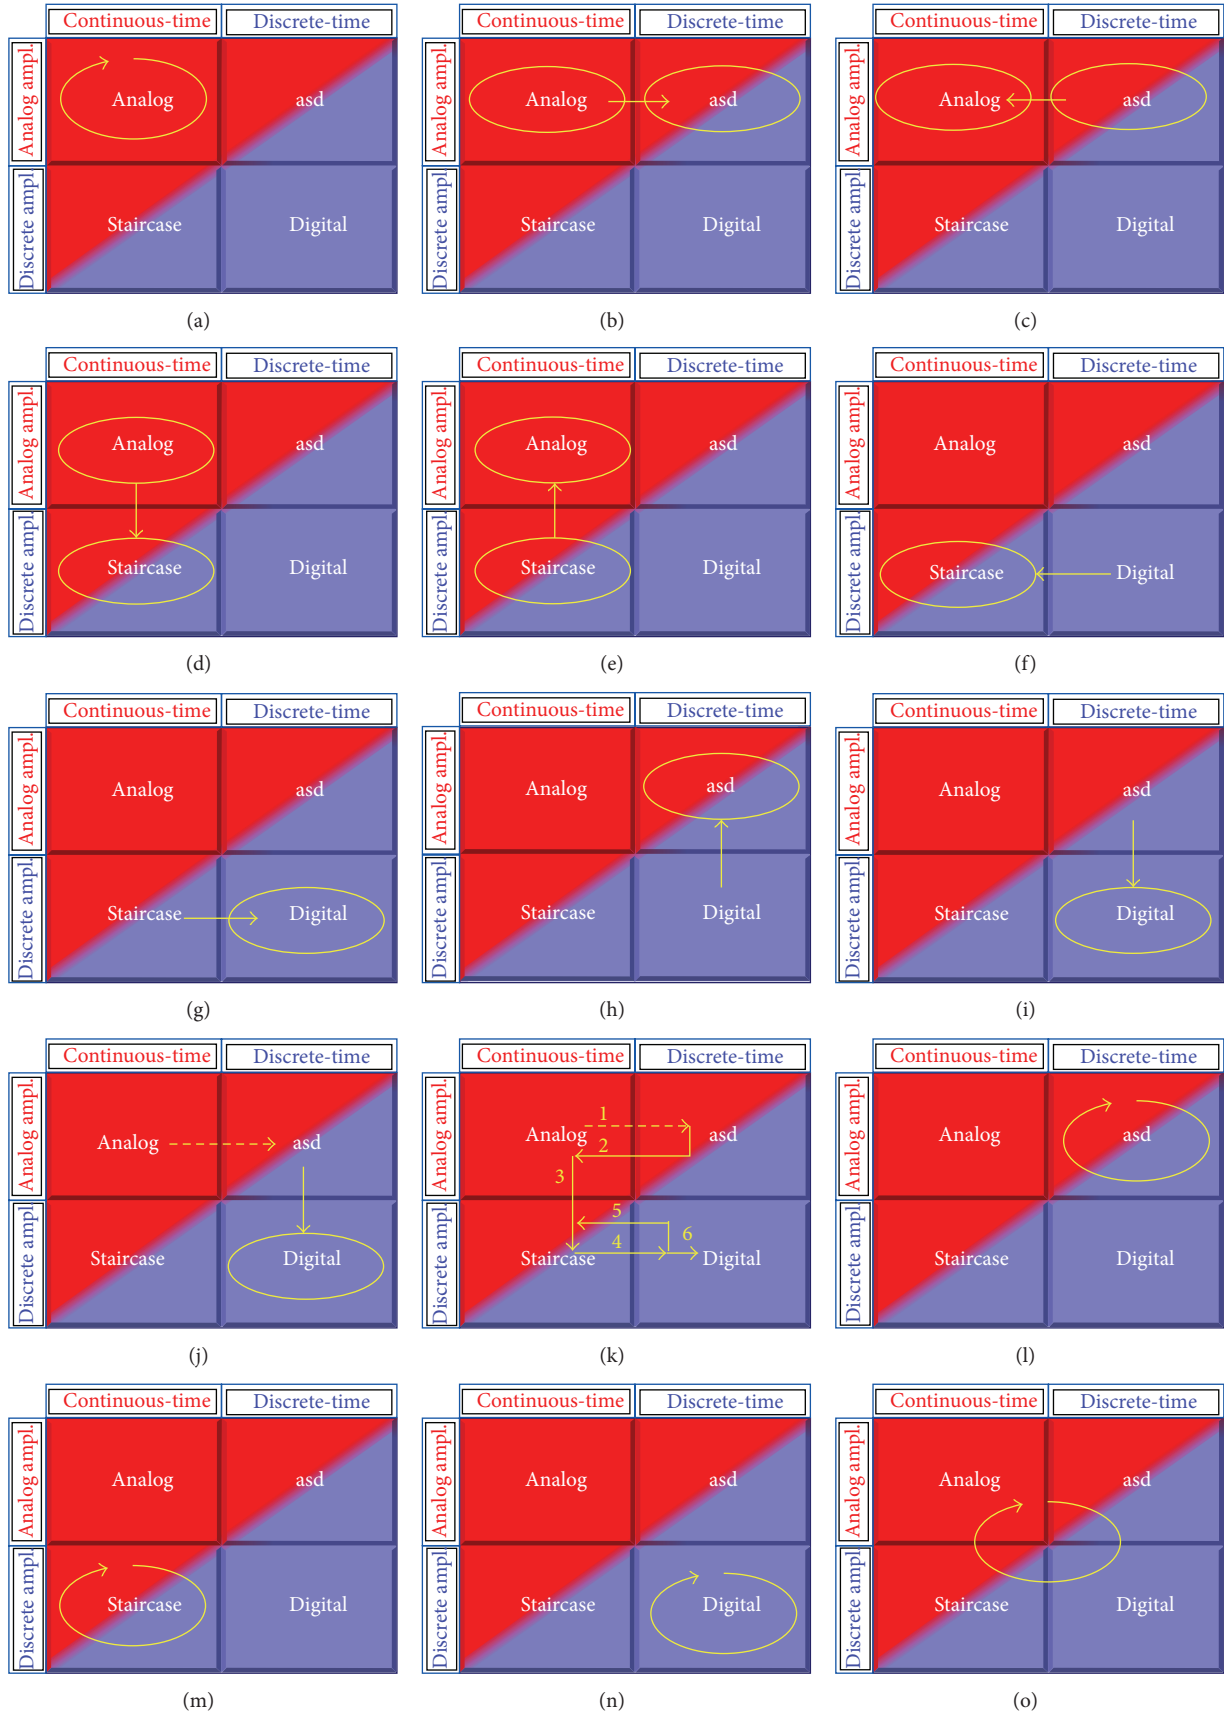 Continuous-time Discrete-time
Analog ampl.
Discrete ampl.
Analog asd
Staircase Digital
(a)
Continuous-time Discrete-time
Analog ampl.
Discrete ampl.
Analog asd
Staircase Digital
(b)
Continuous-time Discrete-time
Analog ampl.
Discrete ampl.
Analog asd
Staircase Digital
(c)
Continuous-time Discrete-time
Analog ampl.
Discrete ampl.
Analog asd
Staircase Digital
(d)
Continuous-time Discrete-time
Analog ampl.
Discrete ampl.
Analog asd
Staircase Digital
(e)
Continuous-time Discrete-time
Analog ampl.
Discrete ampl.
Analog asd
Staircase Digital
(f)
Continuous-time Discrete-time
Analog ampl.
Discrete ampl.
Analog asd
Staircase Digital
(g)
Continuous-time Discrete-time
Analog ampl.
Discrete ampl.
Analog asd
Staircase Digital
(h)
Continuous-time Discrete-time
Analog ampl.
Discrete ampl.
Analog asd
Staircase Digital
(i)
Continuous-time Discrete-time
Analog ampl.
Discrete ampl.
Analog asd
Staircase Digital
(j)
Continuous-time Discrete-time
Analog ampl.
Discrete ampl.
1
Analog asd
2
3
5
4 6
Staircase Digital
(k)
Continuous-time Discrete-time
Analog ampl.
Discrete ampl.
Analog asd
Staircase Digital
(l)
Continuous-time Discrete-time
Analog ampl.
Discrete ampl.
Analog asd
Staircase Digital
(m)
Continuous-time Discrete-time
Analog ampl.
Discrete ampl.
Analog asd
Staircase Digital
(n)
Continuous-time Discrete-time
Analog ampl.
Discrete ampl.
Analog asd
Staircase Digital
(o)